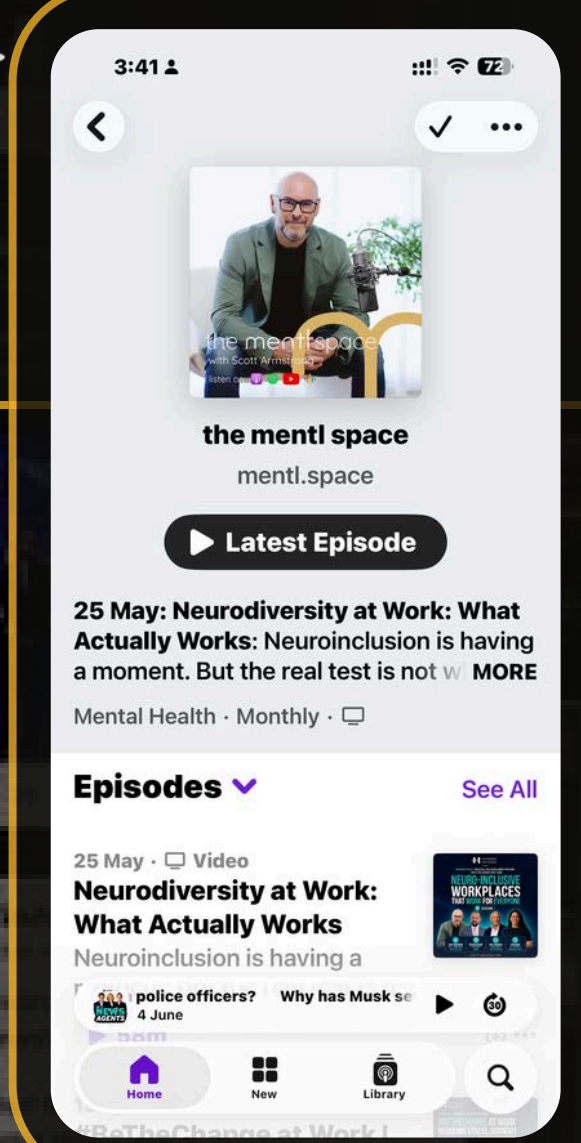 3:41
72
the mentl space
with Scott Armstrong
listen on
the mentl space
mentl.space
Latest Episode
25 May: Neurodiversity at Work: What
Actually Works: Neuroinclusion is having
a moment. But the real test is not w MORE
Mental Health · Monthly ·
Episodes
See All
25 May · Video
Neurodiversity at Work:
What Actually Works
Neuroinclusion is having a
NEURO-INCLUSIVE
WORKPLACES
THAT WORK FOR EVERYONE
NEWS
AGENTS
police officers? Why has Musk se
4 June
30
58m
Home
New
Library
#BeTheChange at Work |